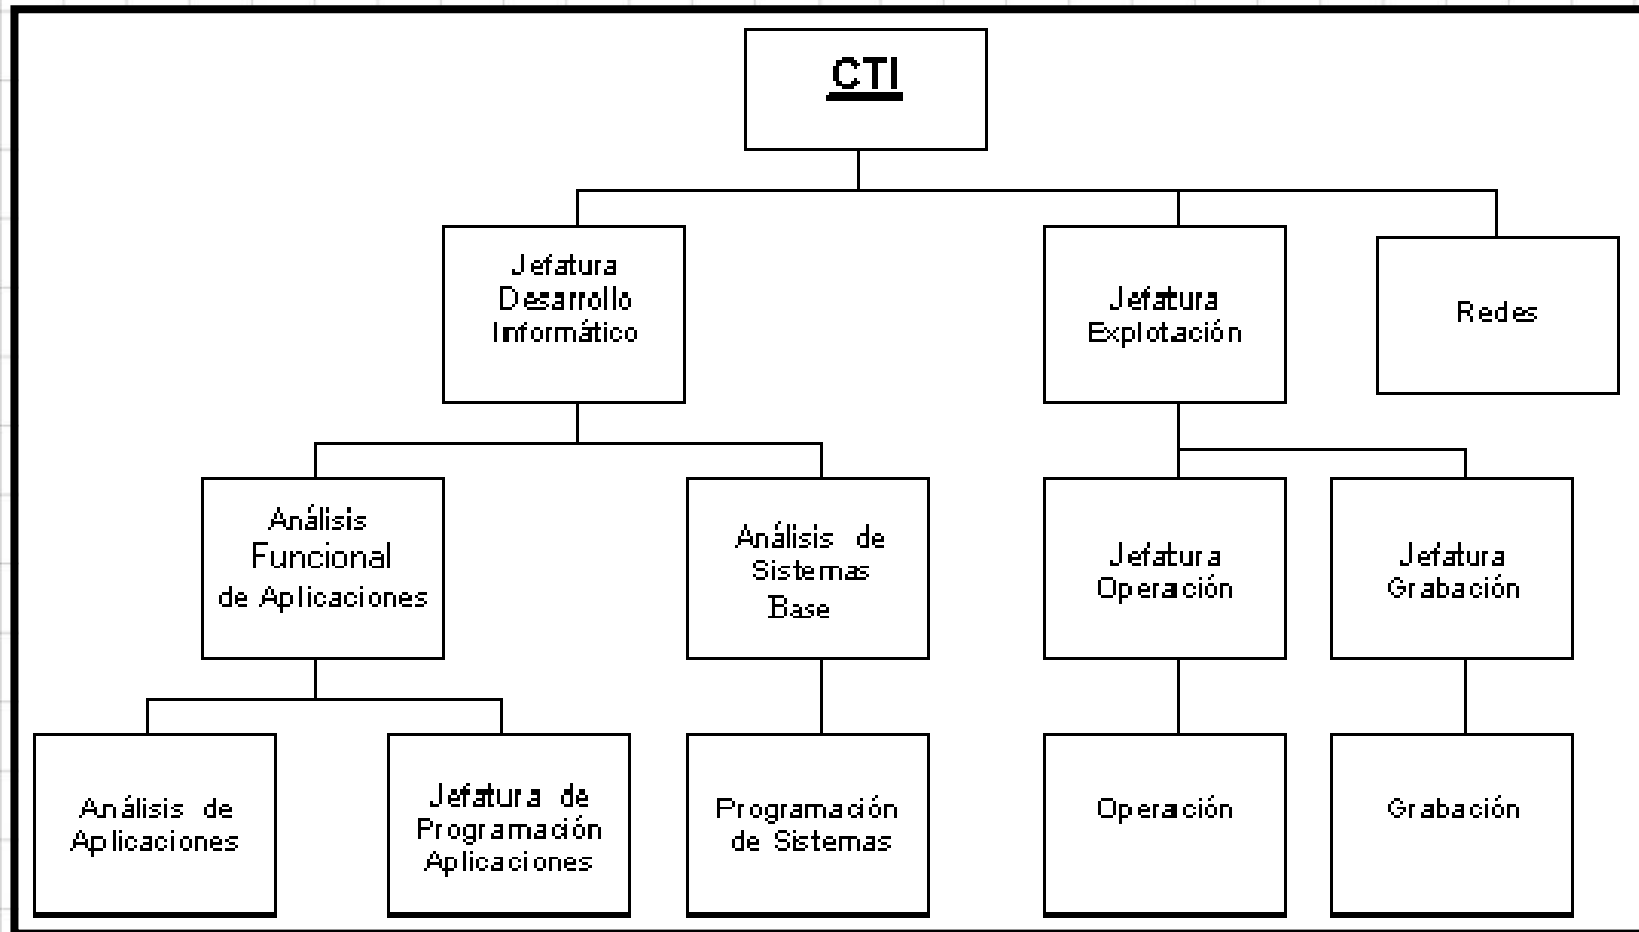 CTI
Jefatura
Desarrollo
Informático
Jefatura
Explotación
Redes
Análisis
Funcional
de Aplicaciones
Análisis de
Sistemas
Base
Jefatura
Operación
Jefatura
Grabación
Análisis de
Aplicaciones
Jefatura de
Programación
Aplicaciones
Programación
de Sistemas
Operación
Grabación